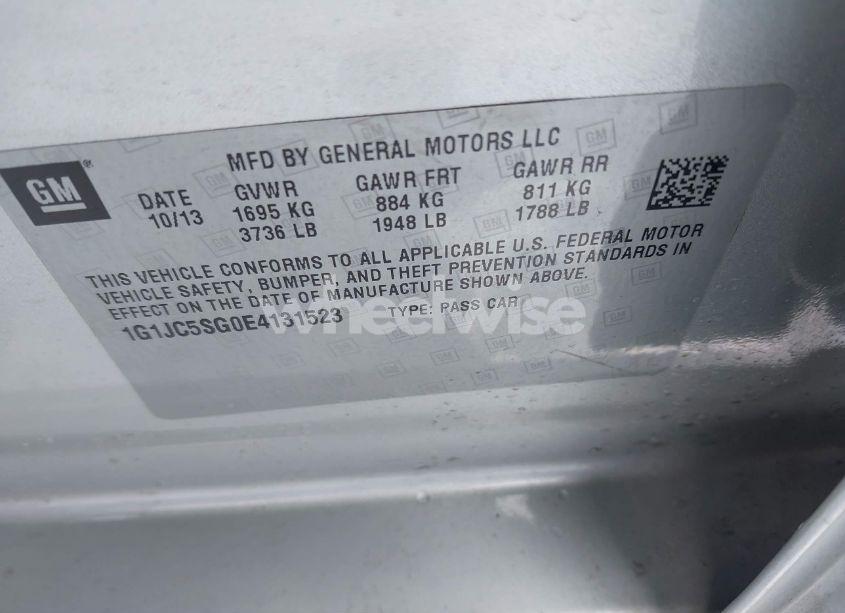 MFD BY GENERAL MOTORS LLC
GM
DATE GVWR GAWR FRT GAWR RR
10/13 1695 KG 884 KG 811 KG
3736 LB 1948 LB 1788 LB
THIS VEHICLE CONFORMS TO ALL APPLICABLE U.S. FEDERAL MOTOR
VEHICLE SAFETY, BUMPER, AND THEFT PREVENTION STANDARDS IN
EFFECT ON THE DATE OF MANUFACTURE SHOWN ABOVE.
1G1JC5SG0E4131523 TYPE: PASS CAR
wheelwise